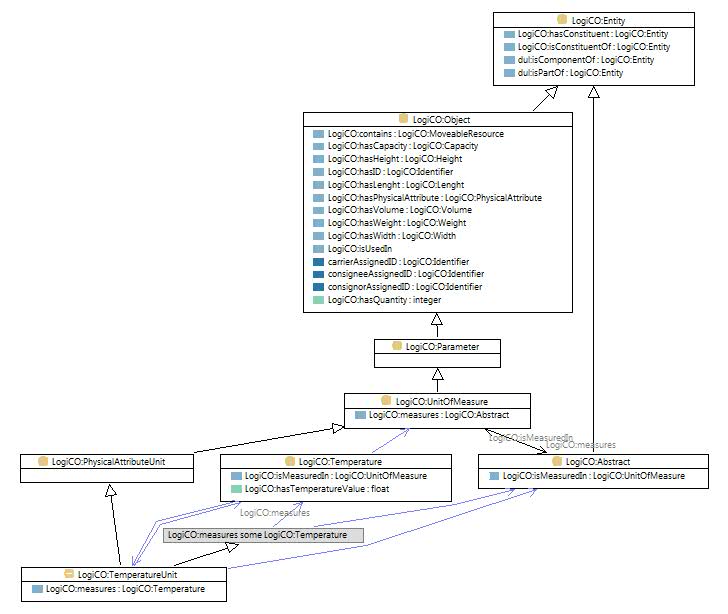 LogiCO:Entity
LogiCO:hasConstituent : LogiCO:Entity
LogiCO:isConstituentOf : LogiCO:Entity
dul:isComponentOf : LogiCO:Entity
dul:isPartOf : LogiCO:Entity
LogiCO:Object
LogiCO:contains : LogiCO:MoveableResource
LogiCO:hasCapacity : LogiCO:Capacity
LogiCO:hasHeight : LogiCO:Height
LogiCO:hasID : LogiCO:Identifier
LogiCO:hasLenght : LogiCO:Lenght
LogiCO:hasPhysicalAttribute : LogiCO:PhysicalAttribute
LogiCO:hasVolume : LogiCO:Volume
LogiCO:hasWeight : LogiCO:Weight
LogiCO:hasWidth : LogiCO:Width
LogiCO:isUsedIn
carrierAssignedID : LogiCO:Identifier
consigneeAssignedID : LogiCO:Identifier
consignorAssignedID : LogiCO:Identifier
LogiCO:hasQuantity : integer
LogiCO:Parameter
LogiCO:UnitOfMeasure
LogiCO:measures : LogiCO:Abstract
LogiCO:isMeasuredIn
LogiCO:measures
LogiCO:PhysicalAttributeUnit
LogiCO:Temperature
LogiCO:isMeasuredIn : LogiCO:UnitOfMeasure
LogiCO:hasTemperatureValue : float
LogiCO:Abstract
LogiCO:isMeasuredIn : LogiCO:UnitOfMeasure
LogiCO:measures
LogiCO:measures some LogiCO:Temperature
LogiCO:TemperatureUnit
LogiCO:measures : LogiCO:Temperature